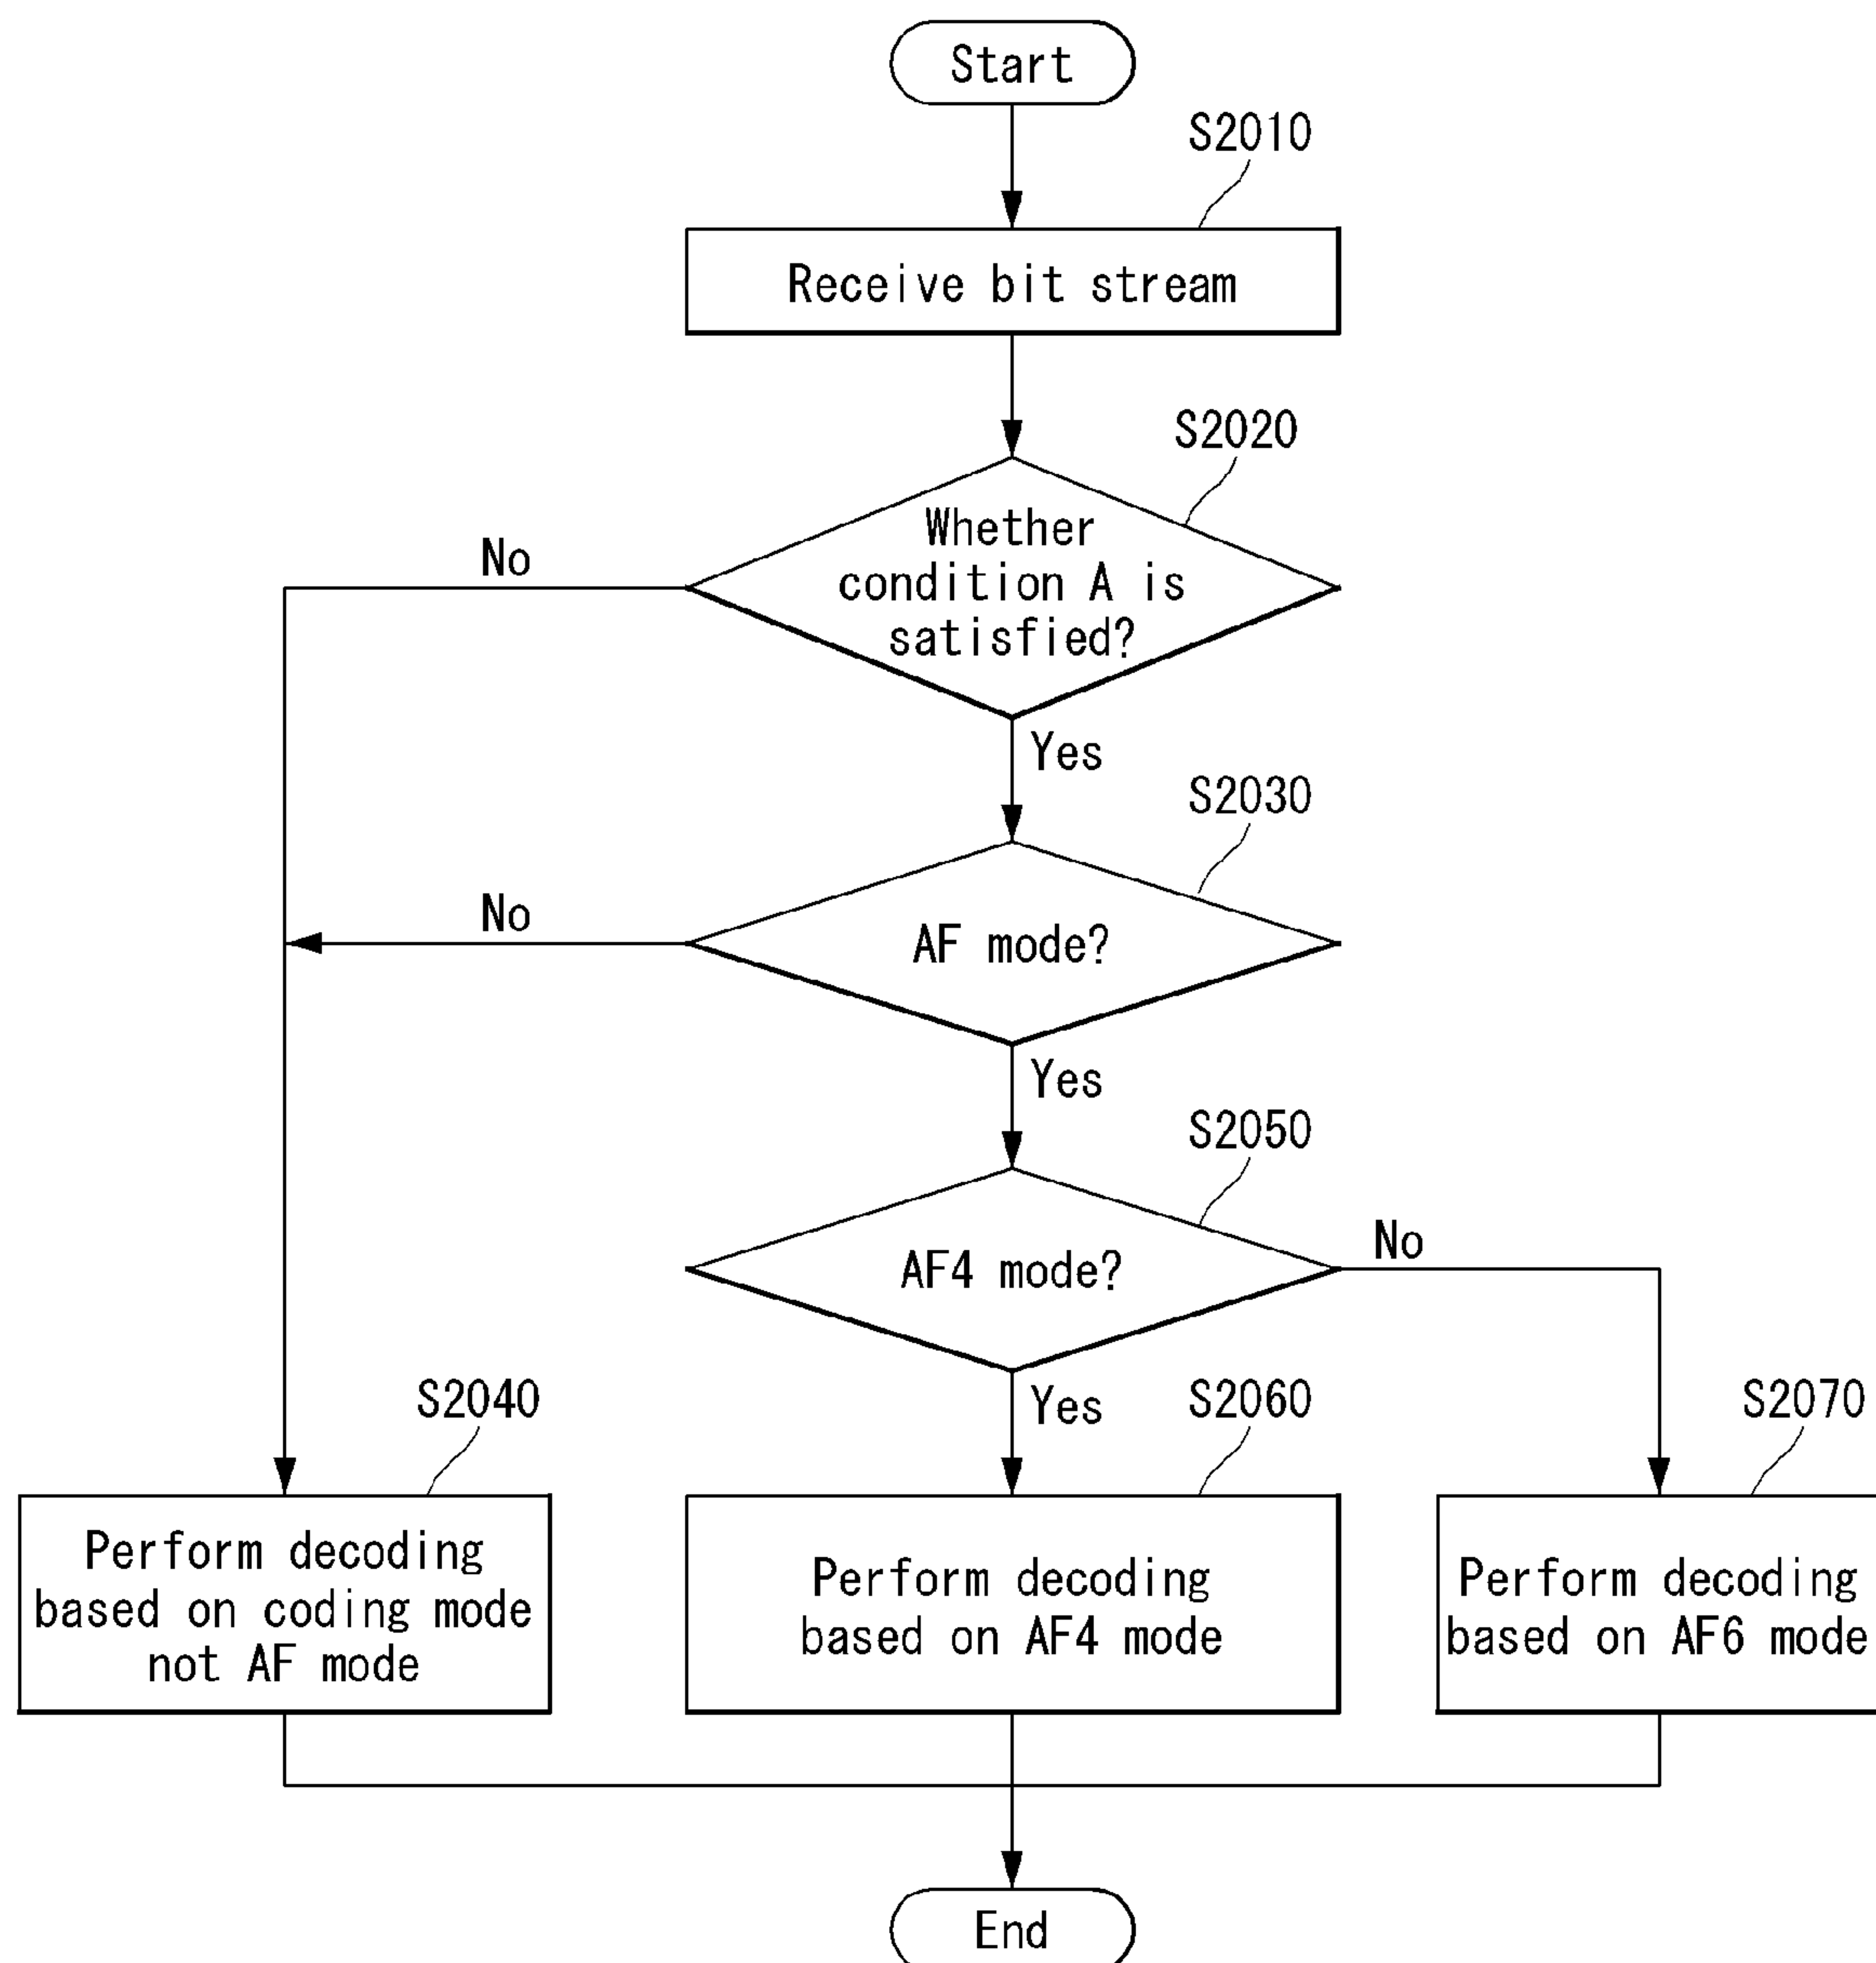 Start
S2010
Receive bit stream
S2020
Whether
condition A is
satisfied?
No
Yes
S2030
AF mode?
No
Yes
S2050
AF4 mode?
No
Yes
S2040
S2060
S2070
Perform decoding
based on coding mode
not AF mode
Perform decoding
based on AF4 mode
Perform decoding
based on AF6 mode
End